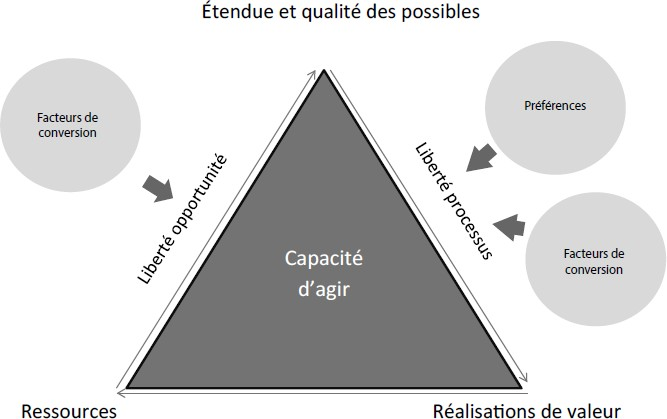 Étendue et qualité des possibles
Facteurs de
conversion
Préférences
Liberté opportunité
Liberté processus
Capacité
d'agir
Facteurs de
conversion
Ressources
Réalisations de valeur